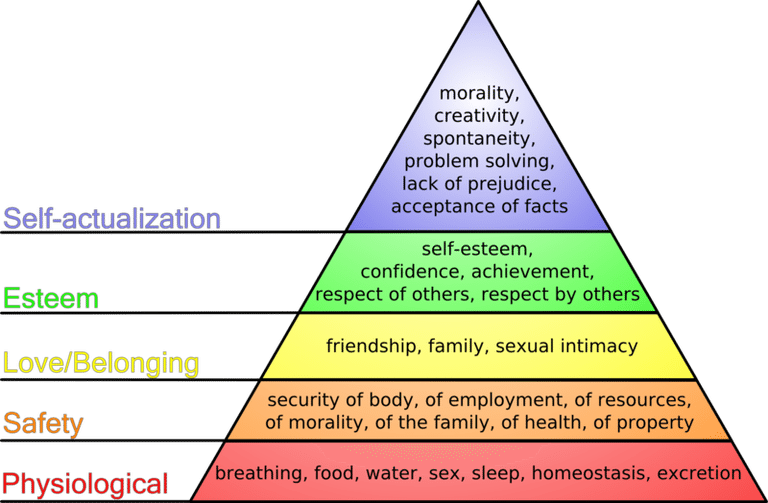 morality,
creativity,
spontaneity,
problem solving,
lack of prejudice,
acceptance of facts
Self-actualization
self-esteem,
confidence, achievement,
respect of others, respect by others
Esteem
friendship, family, sexual intimacy
Love/Belonging
security of body, of employment, of resources,
of morality, of the family, of health, of property
Safety
breathing, food, water, sex, sleep, homeostasis, excretion
Physiological